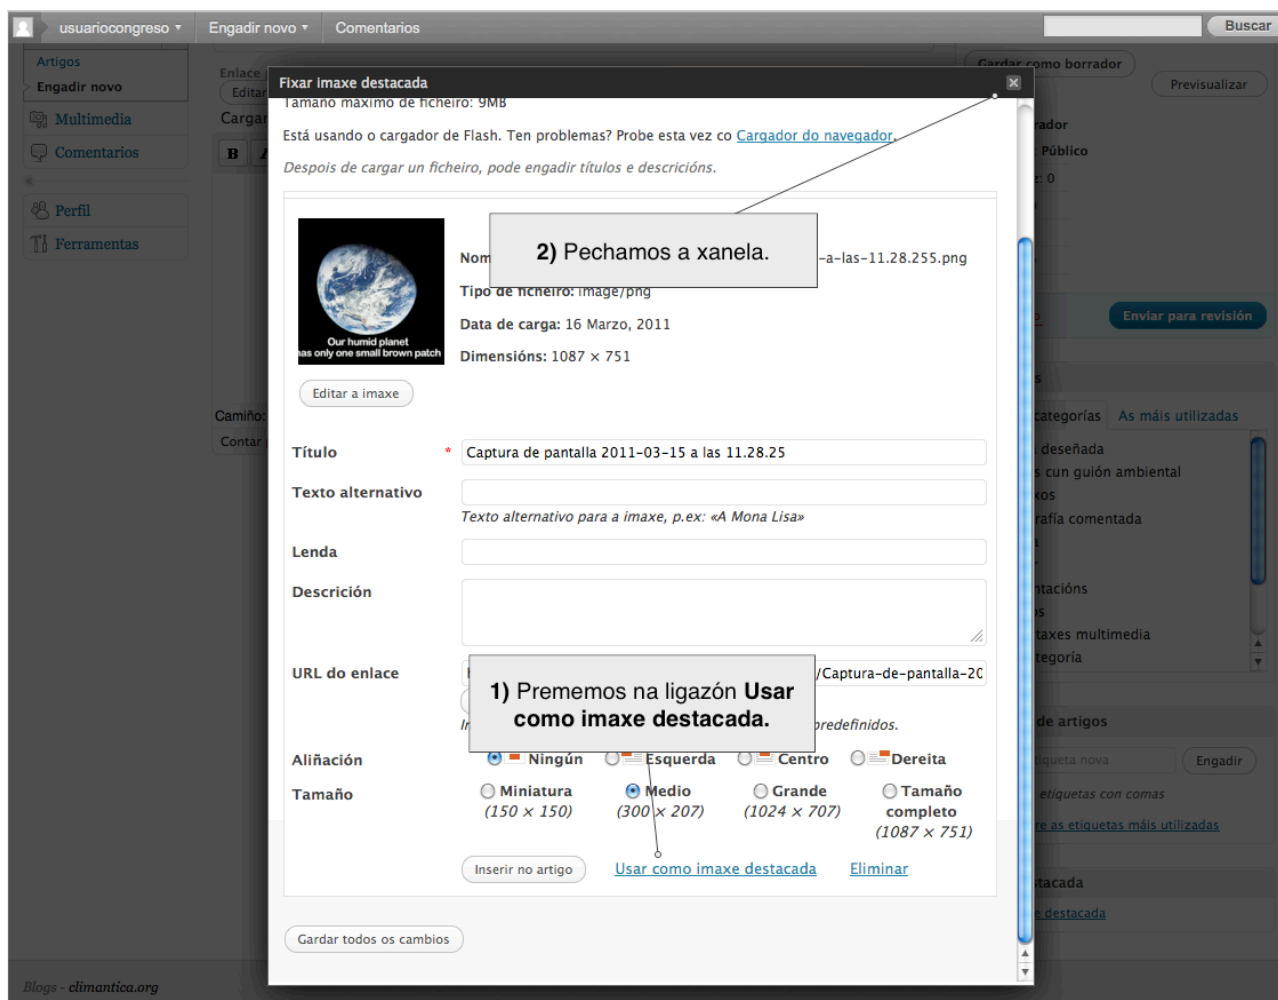 usuariocongreso ▾ Engadir novo ▾ Comentarios Buscar
Artigos
Engadir novo
Multimedia
Comentarios
Perfil
Ferramentas
Enlace
Editar
Cargar
B
Camiño:
Contar
Fixar imaxe destacada
Tamaño máximo de ficheiro: 9MB
Está usando o cargador de Flash. Ten problemas? Probe esta vez co Cargador do navegador.
Despois de cargar un ficheiro, pode engadir títulos e descricións.
2) Pechamos a xanela.
Our humid planet
has only one small brown patch
Editar a imaxe
-a-las-11.28.255.png
Tipo de ficheiro: image/png
Data de carga: 16 Marzo, 2011
Dimensións: 1087 × 751
Título * Captura de pantalla 2011-03-15 a las 11.28.25
Texto alternativo
Texto alternativo para a imaxe, p.ex: «A Mona Lisa»
Lenda
Descrición
URL do enlace /Captura-de-pantalla-20
predefinidos.
1) Prememos na ligazón Usar
como imaxe destacada.
Aliñación Ningún Esquerda Centro Dereita
Tamaño Miniatura Medio Grande Tamaño
completo
(150 × 150) (300 × 207) (1024 × 707)
(1087 × 751)
Inserir no artigo Usar como imaxe destacada Eliminar
Gardar todos os cambios
Gardar como borrador
Previsualizar
Público
: 0
Enviar para revisión
categorías As máis utilizadas
deseñada
cun guión ambiental
rafía comentada
ntacións
taxes multimedia
tegoría
de artigos
iqueta nova Engadir
etiquetas con comas
re as etiquetas máis utilizadas
stacada
e destacada
Blogs - climantica.org